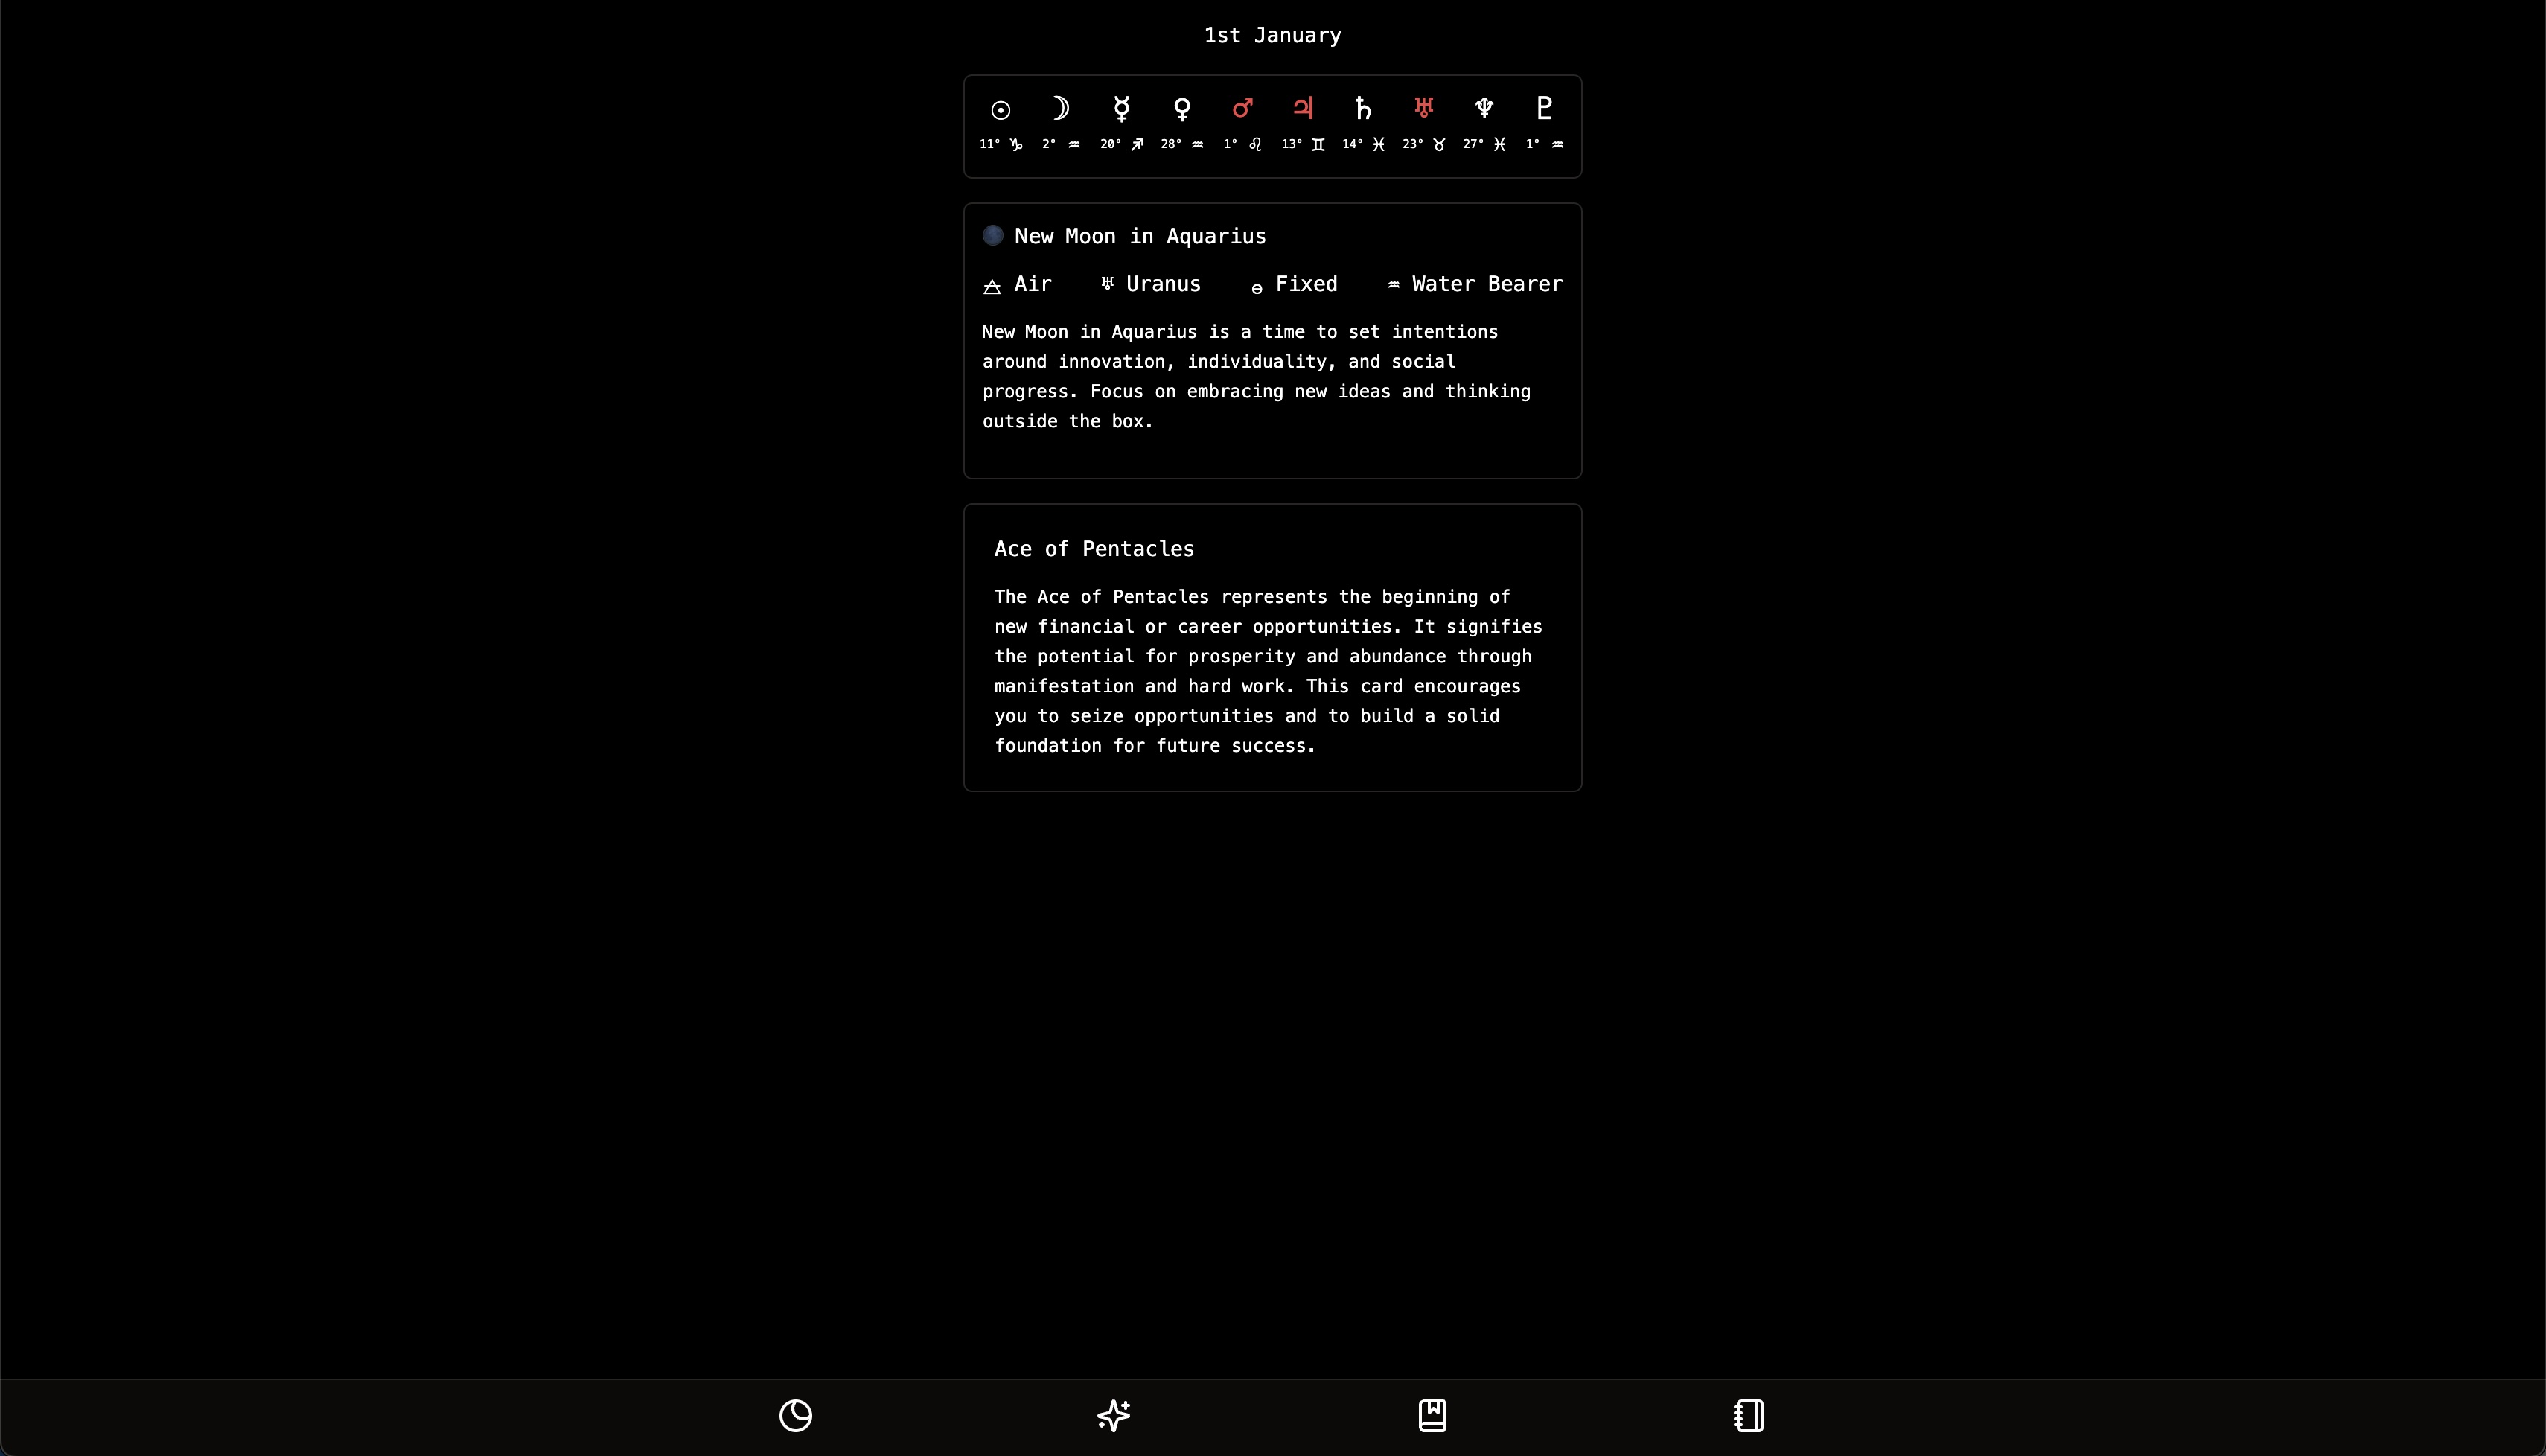 1st January
☉ ☽ ☿ ♀ ♂ ♃ ♄ ♅ ♆ ♇
11° ♑ 2° ♒ 20° ♐ 28° ♒ 1° ♌ 13° ♊ 14° ♓ 23° ♉ 27° ♓ 1° ♒
🌑 New Moon in Aquarius
🜁 Air ♅ Uranus ⊖ Fixed ♒ Water Bearer
New Moon in Aquarius is a time to set intentions
around innovation, individuality, and social
progress. Focus on embracing new ideas and thinking
outside the box.
Ace of Pentacles
The Ace of Pentacles represents the beginning of
new financial or career opportunities. It signifies
the potential for prosperity and abundance through
manifestation and hard work. This card encourages
you to seize opportunities and to build a solid
foundation for future success.